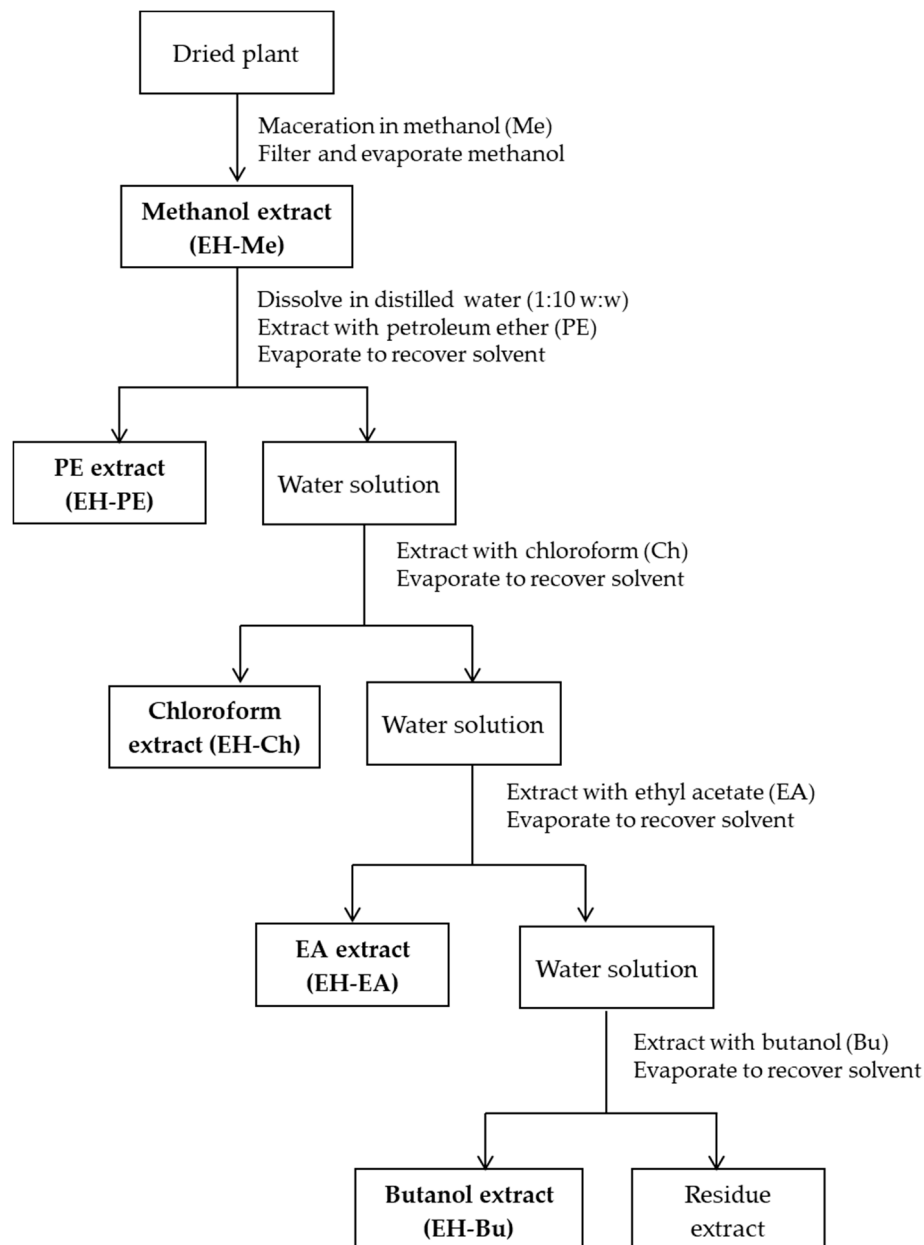 Dried plant
Maceration in methanol (Me)
Filter and evaporate methanol
Methanol extract
(EH-Me)
Dissolve in distilled water (1:10 w:w)
Extract with petroleum ether (PE)
Evaporate to recover solvent
PE extract
(EH-PE)
Water solution
Extract with chloroform (Ch)
Evaporate to recover solvent
Chloroform
extract (EH-Ch)
Water solution
Extract with ethyl acetate (EA)
Evaporate to recover solvent
EA extract
(EH-EA)
Water solution
Extract with butanol (Bu)
Evaporate to recover solvent
Butanol extract
(EH-Bu)
Residue
extract